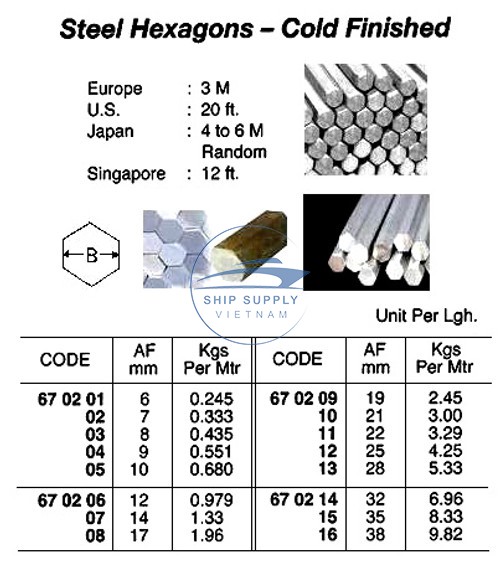 Steel Hexagons – Cold Finished
Europe : 3 M
U.S. : 20 ft.
Japan : 4 to 6 M
Random
Singapore : 12 ft.
B
SHIP SUPPLY
VIETNAM
Unit Per Lgh.
CODE AF mm Kgs Per Mtr CODE AF mm Kgs Per Mtr
67 02 01 6 0.245 67 02 09 19 2.45
02 7 0.333 10 21 3.00
03 8 0.435 11 22 3.29
04 9 0.551 12 25 4.25
05 10 0.680 13 28 5.33
67 02 06 12 0.979 67 02 14 32 6.96
07 14 1.33 15 35 8.33
08 17 1.96 16 38 9.82